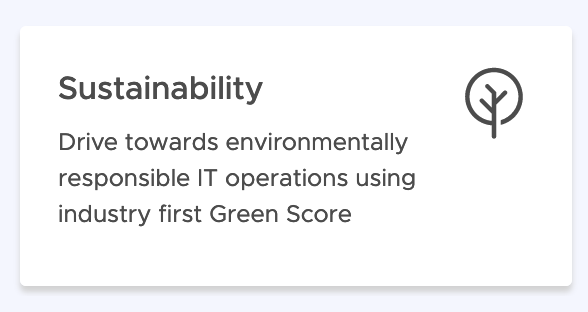 Sustainability
Drive towards environmentally
responsible IT operations using
industry first Green Score